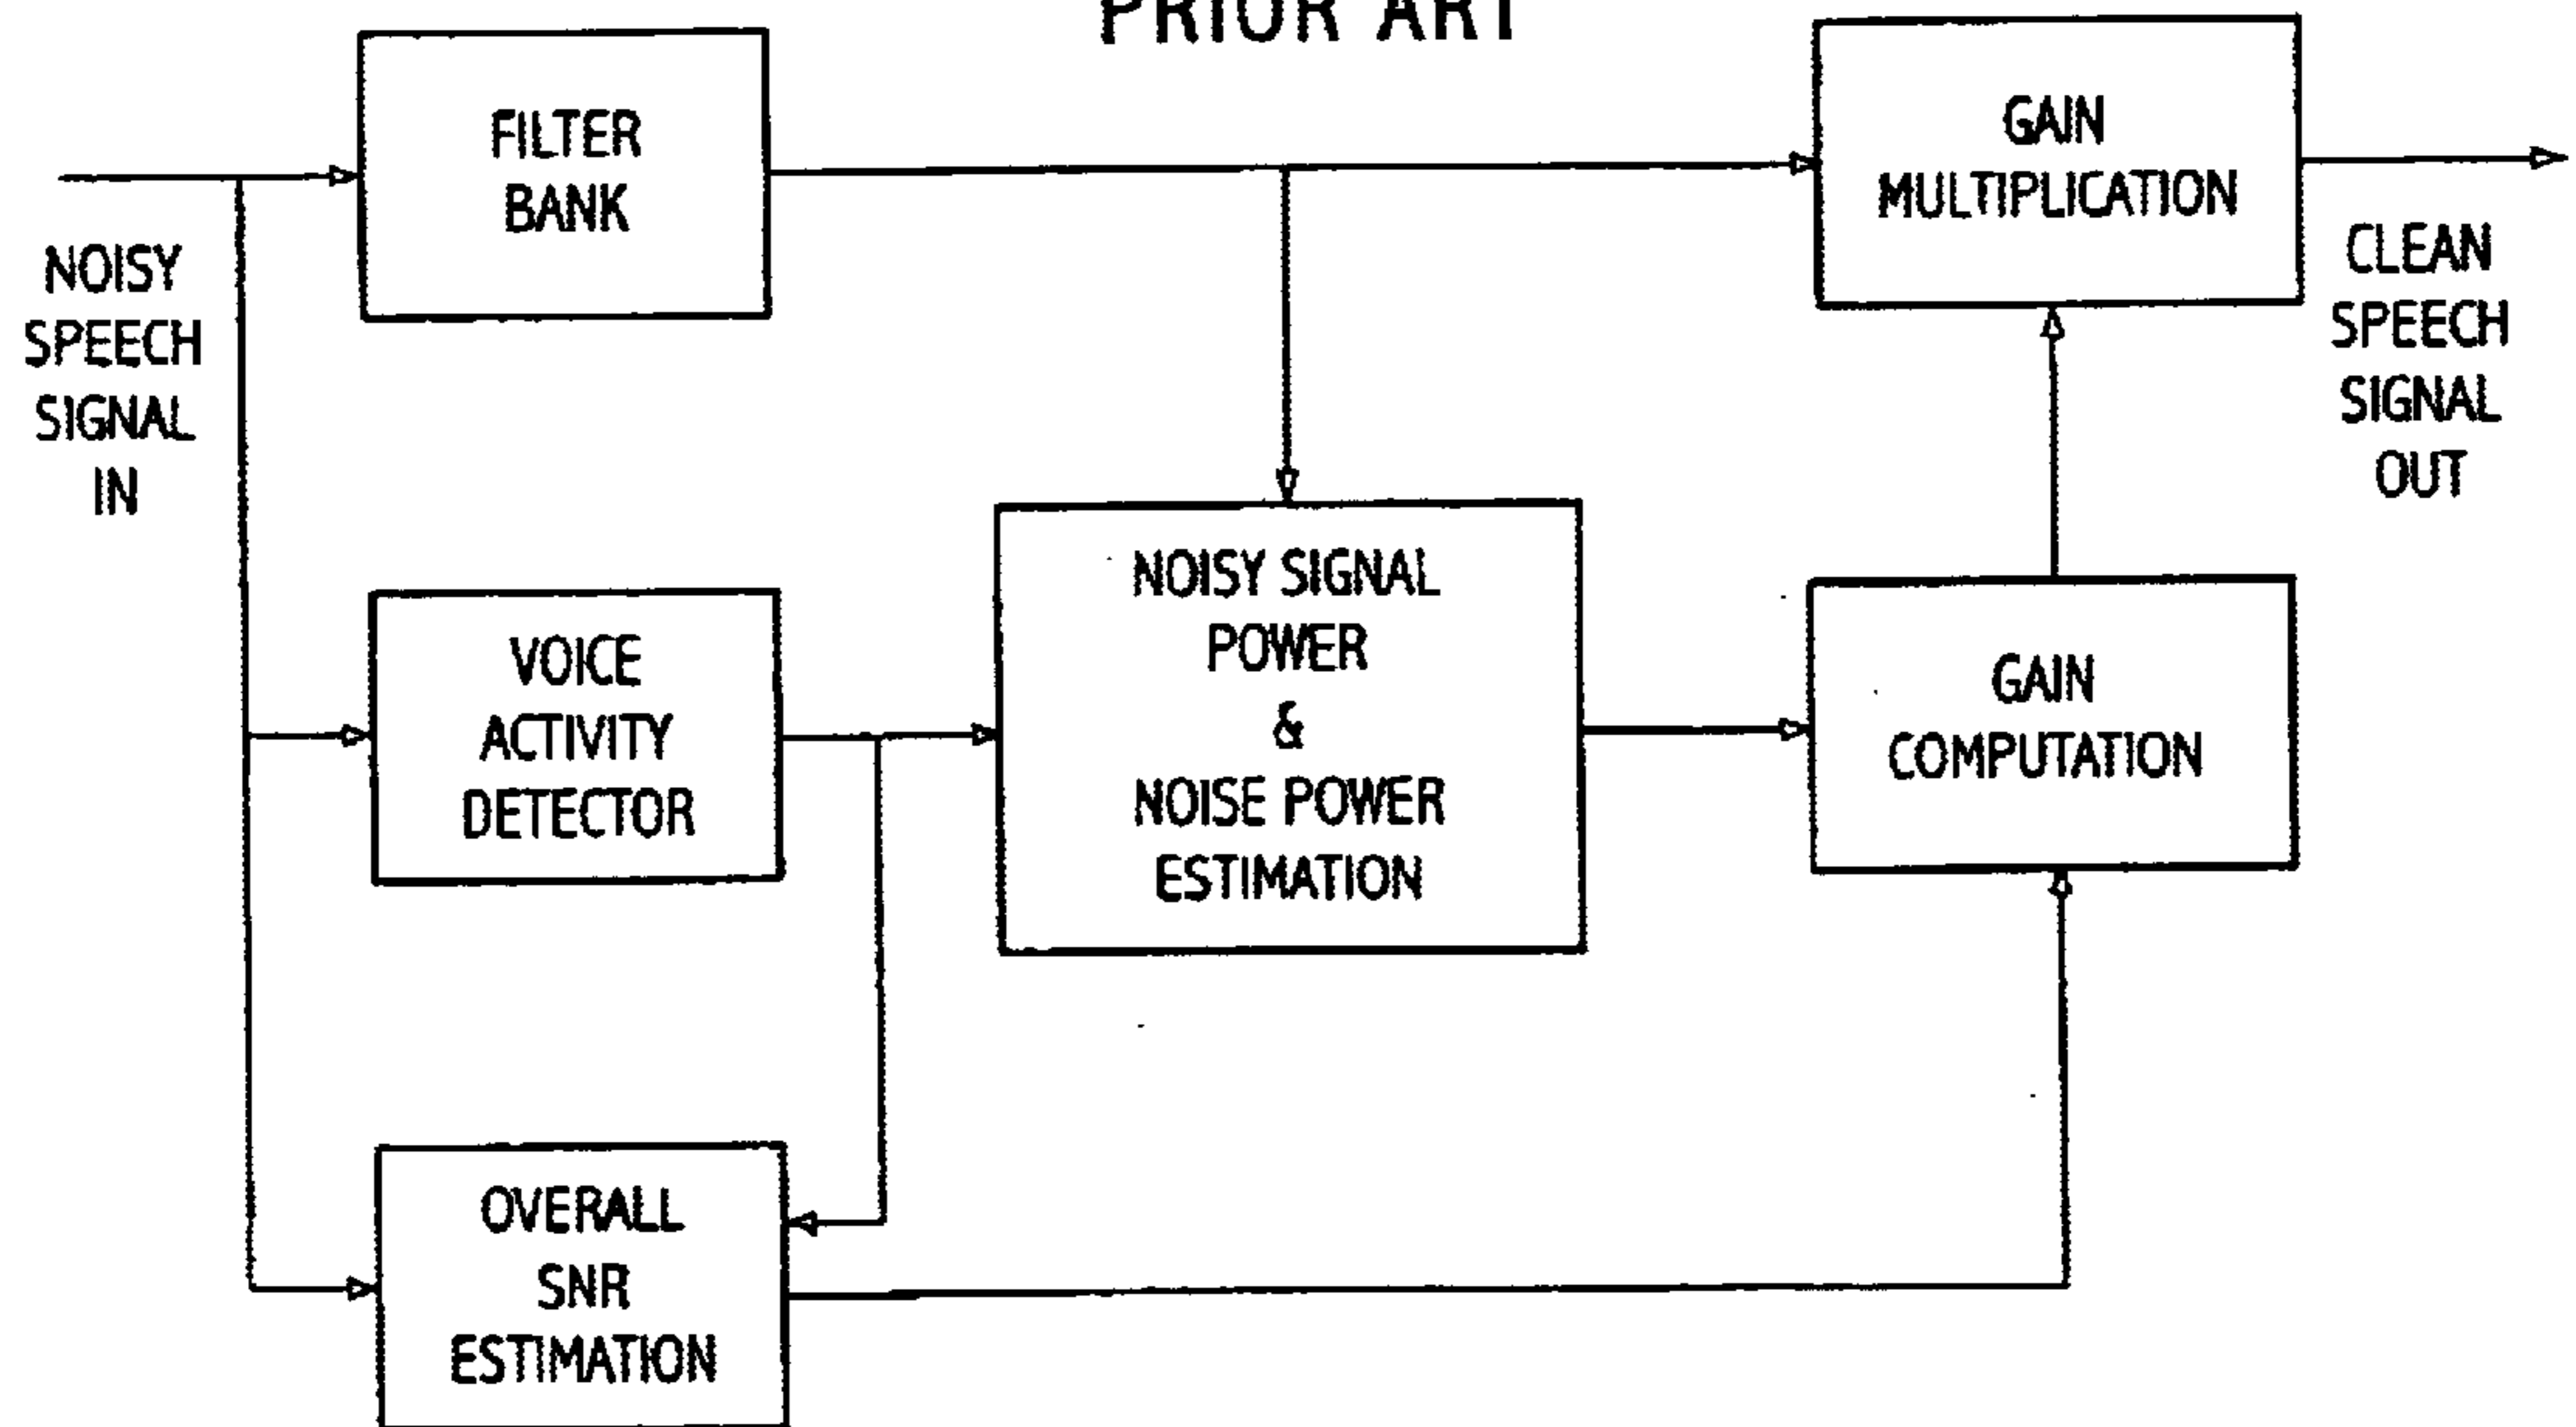 PRIOR ART
FILTER
BANK
GAIN
MULTIPLICATION
NOISY
SPEECH
SIGNAL
IN
CLEAN
SPEECH
SIGNAL
OUT
VOICE
ACTIVITY
DETECTOR
NOISY SIGNAL
POWER
&
NOISE POWER
ESTIMATION
GAIN
COMPUTATION
OVERALL
SNR
ESTIMATION